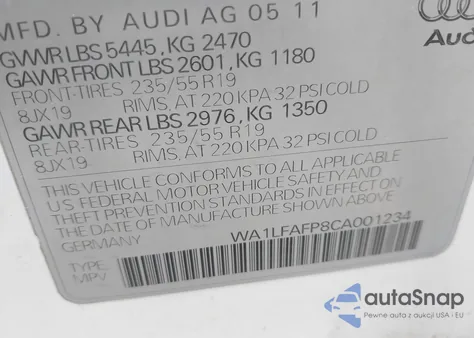 MFD. BY AUDI AG 05 11
GVWR LBS 5445, KG 2470
GAWR FRONT LBS 2601, KG 1180
FRONT-TIRES 235/55 R19
8JX19 RIMS, AT 220 KPA 32 PSI COLD
GAWR REAR LBS 2976, KG 1350
REAR-TIRES 235/55 R19
8JX19 RIMS, AT 220 KPA 32 PSI COLD
THIS VEHICLE CONFORMS TO ALL APPLICABLE
U.S FEDERAL MOTOR VEHICLE SAFETY AND
THEFT PREVENTION STANDARDS IN EFFECT ON
THE DATE OF MANUFACTURE SHOWN ABOVE
GERMANY
WA1LFAFP8CA001234
TYPE:
MPV
Aud
autoSnap
Pewne auta z aukcji USA i EU